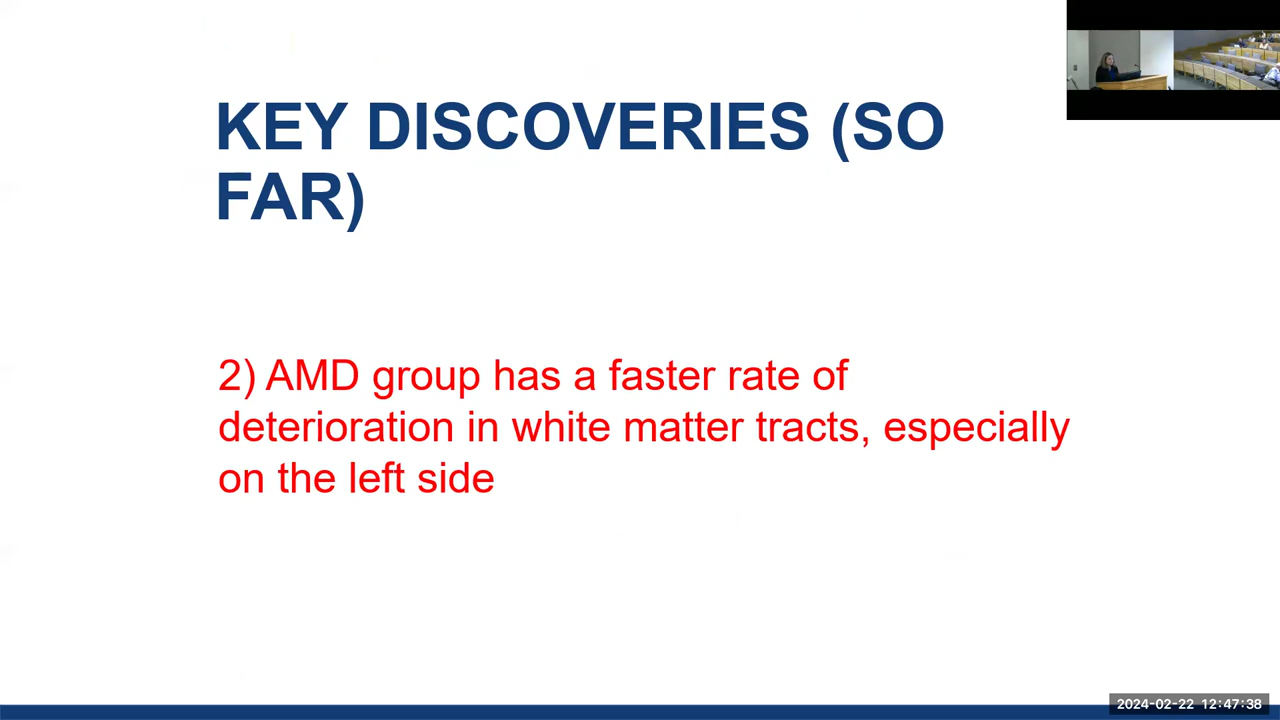 KEY DISCOVERIES (SO
FAR)
2) AMD group has a faster rate of
deterioration in white matter tracts, especially
on the left side
2024-02-22 12:47:38